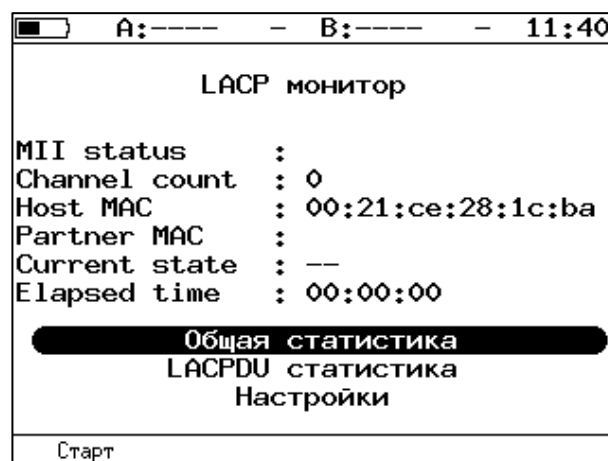 A:---- - B:---- - 11:40
LACP монитор
MII status :
Channel count : 0
Host MAC : 00:21:ce:28:1c:ba
Partner MAC :
Current state : --
Elapsed time : 00:00:00
Общая статистика
LACPDU статистика
Настройки
Старт